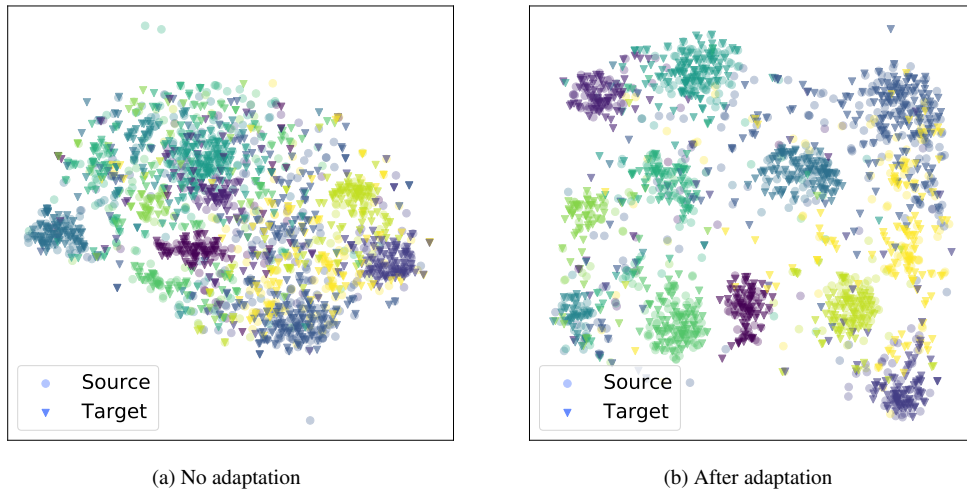 Source
Target
Source
Target
(a) No adaptation
(b) After adaptation